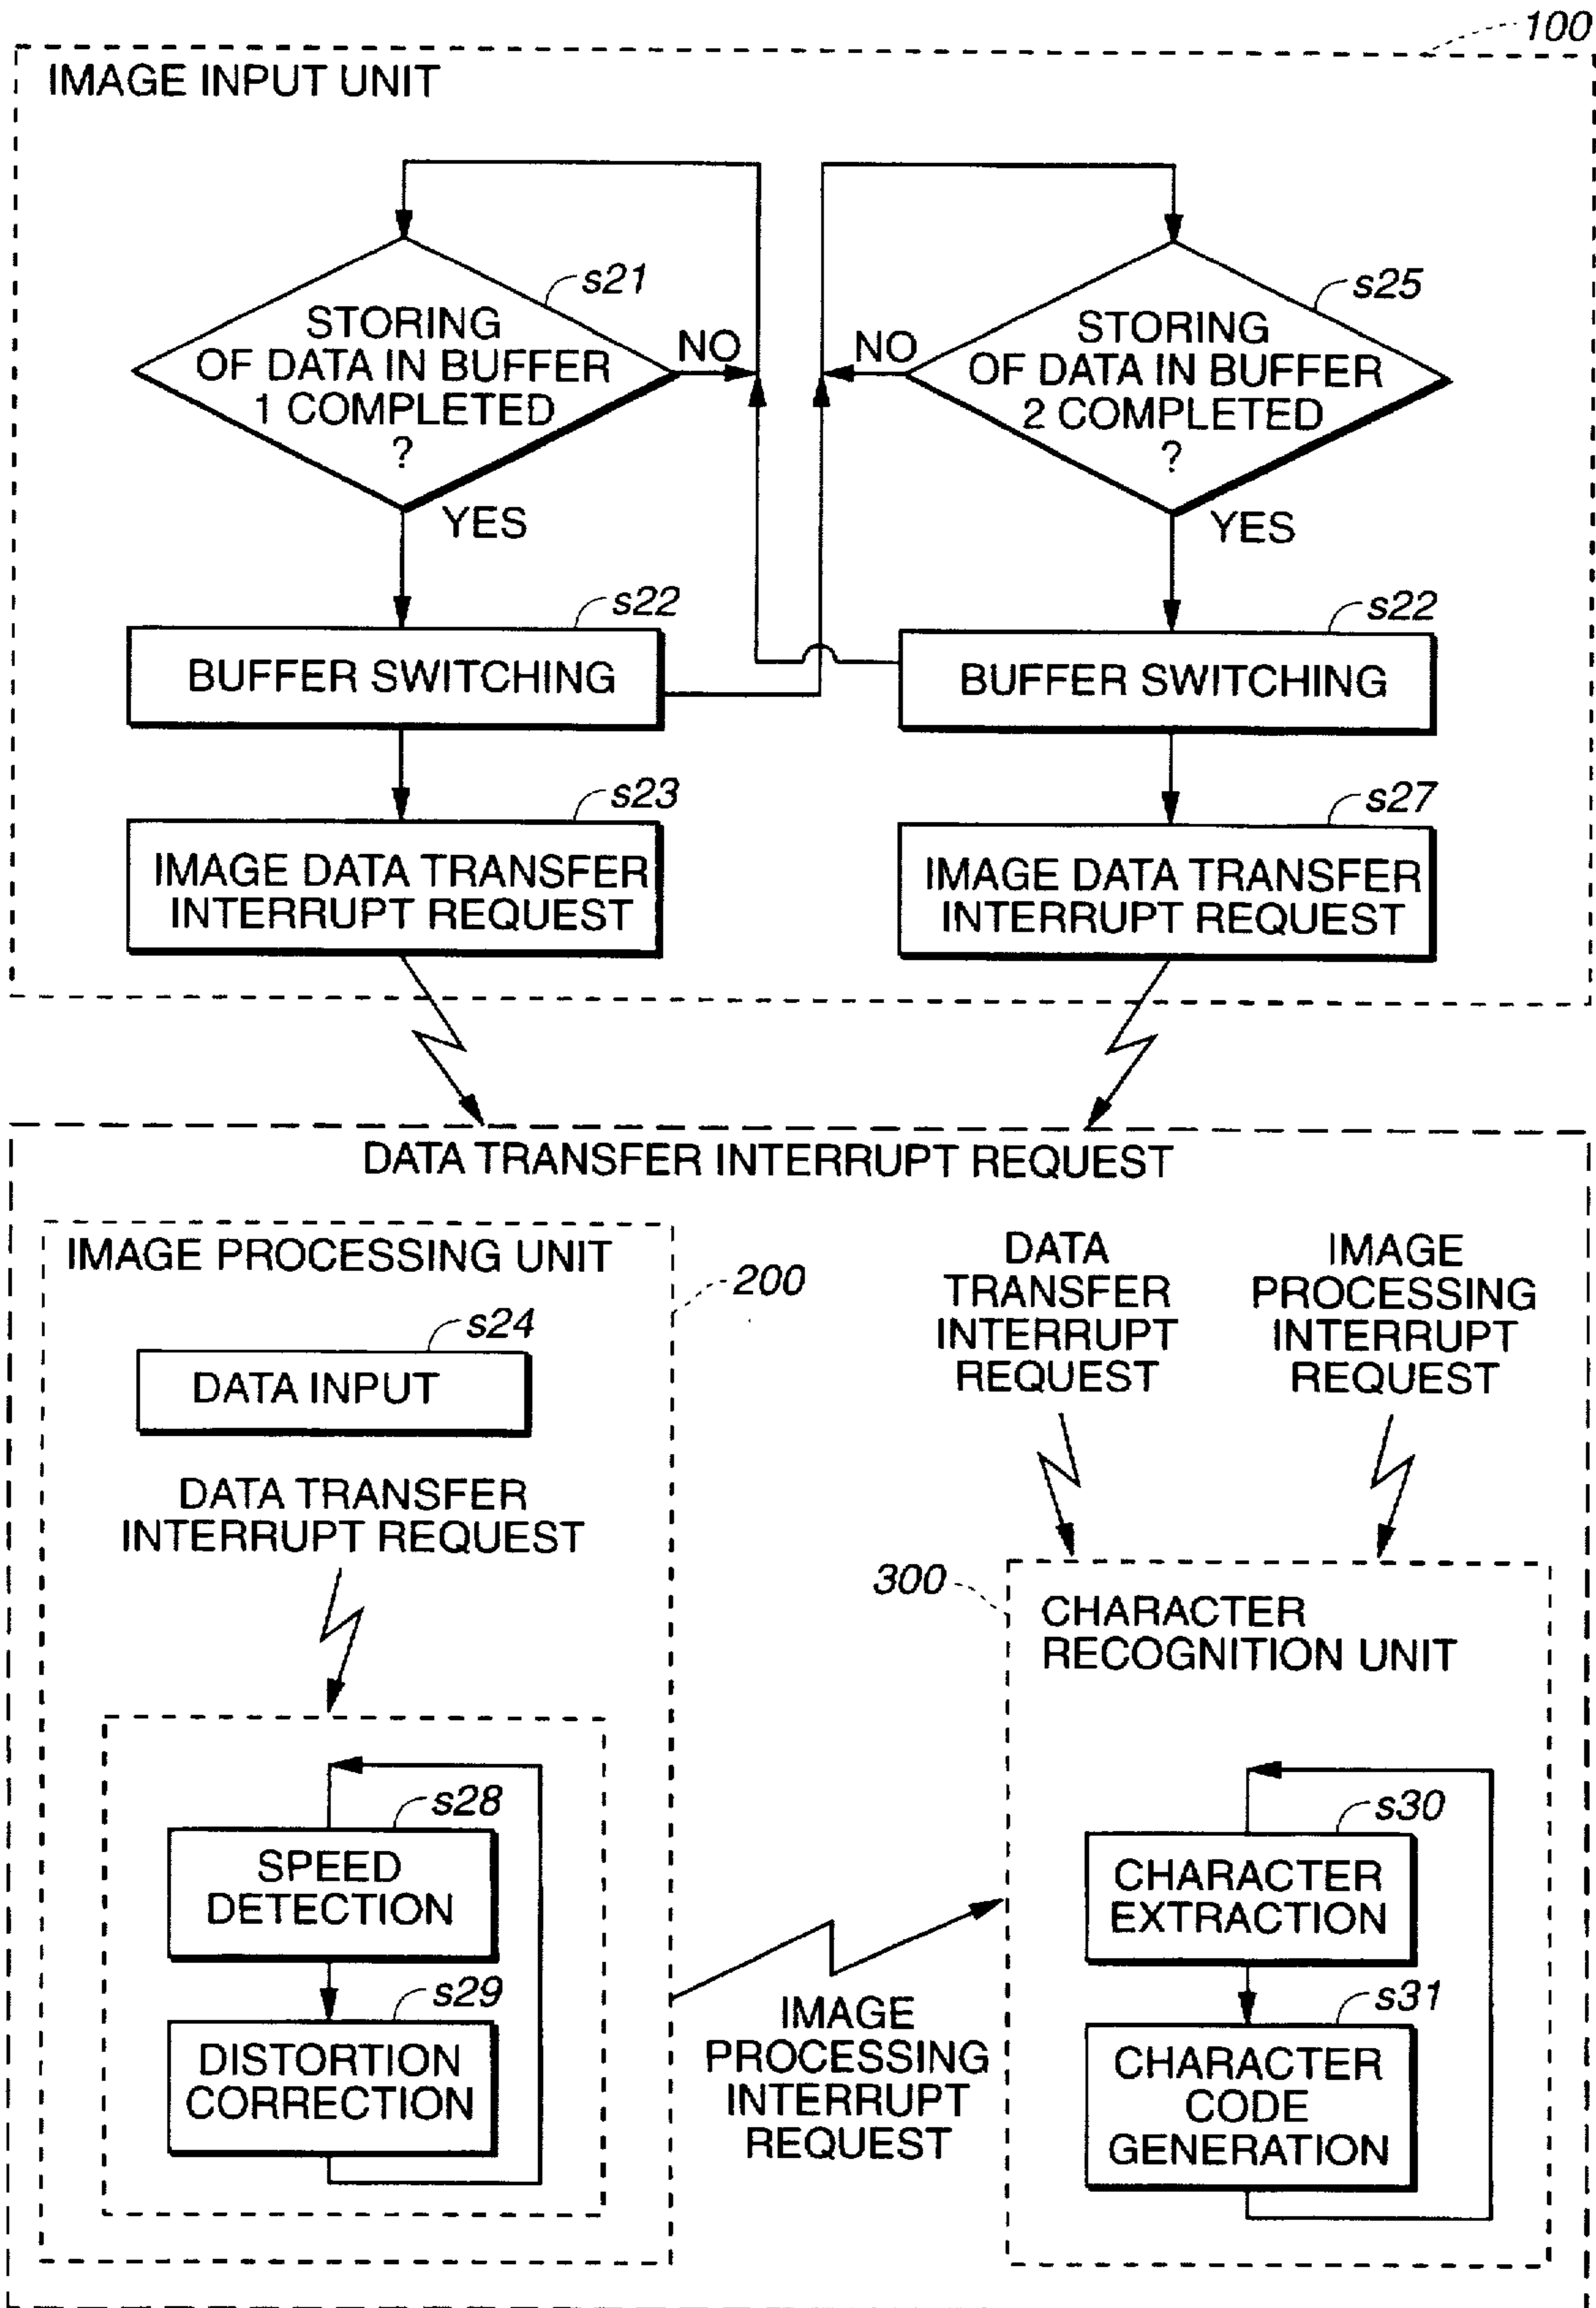 100
IMAGE INPUT UNIT
s21
STORING
OF DATA IN BUFFER
1 COMPLETED
?
NO
YES
s25
STORING
OF DATA IN BUFFER
2 COMPLETED
?
NO
YES
s22
BUFFER SWITCHING
s22
BUFFER SWITCHING
s23
IMAGE DATA TRANSFER
INTERRUPT REQUEST
s27
IMAGE DATA TRANSFER
INTERRUPT REQUEST
DATA TRANSFER INTERRUPT REQUEST
IMAGE PROCESSING UNIT
200
s24
DATA INPUT
DATA TRANSFER
INTERRUPT REQUEST
DATA
TRANSFER
INTERRUPT
REQUEST
IMAGE
PROCESSING
INTERRUPT
REQUEST
300
CHARACTER
RECOGNITION UNIT
s28
SPEED
DETECTION
s29
DISTORTION
CORRECTION
IMAGE
PROCESSING
INTERRUPT
REQUEST
s30
CHARACTER
EXTRACTION
s31
CHARACTER
CODE
GENERATION